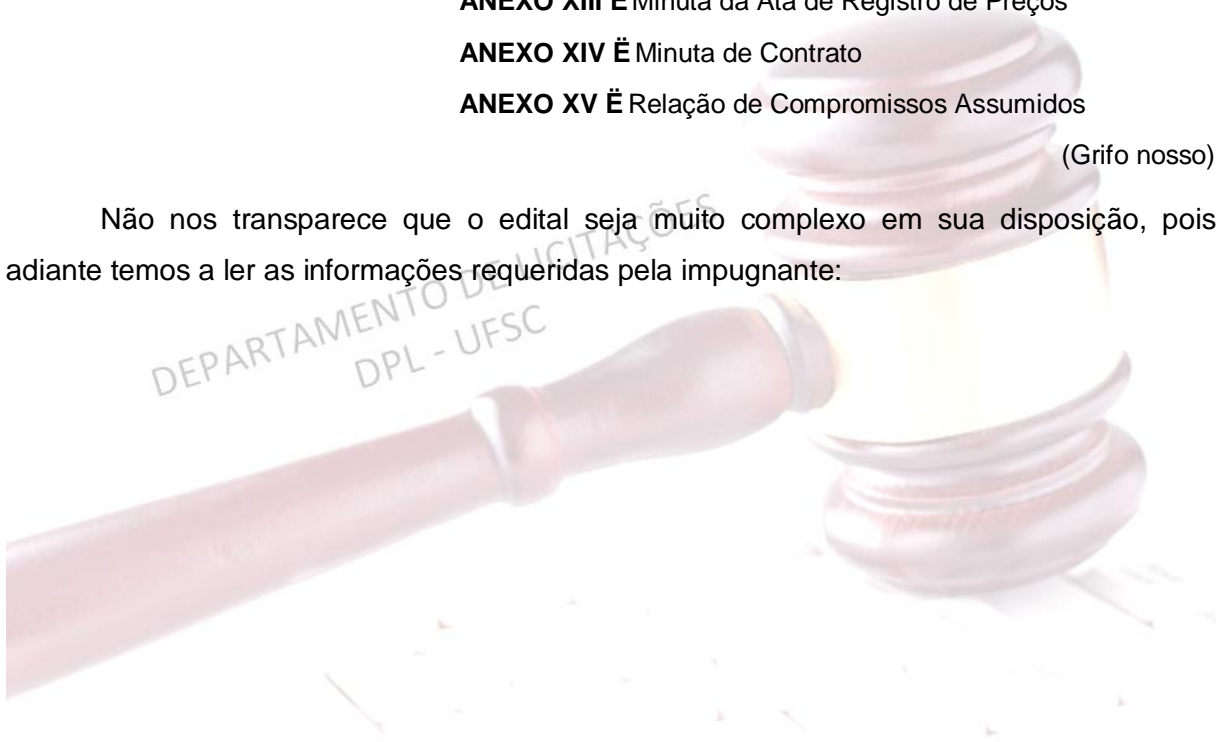 ANEXO XIII Ë Minuta da Ata de Registro de Preços
ANEXO XIV Ë Minuta de Contrato
ANEXO XV Ë Relação de Compromissos Assumidos
(Grifo nosso)
Não nos transparece que o edital seja muito complexo em sua disposição, pois
adiante temos a ler as informações requeridas pela impugnante:
DEPARTAMENTO DE LICITAÇÕES
DPL - UFSC